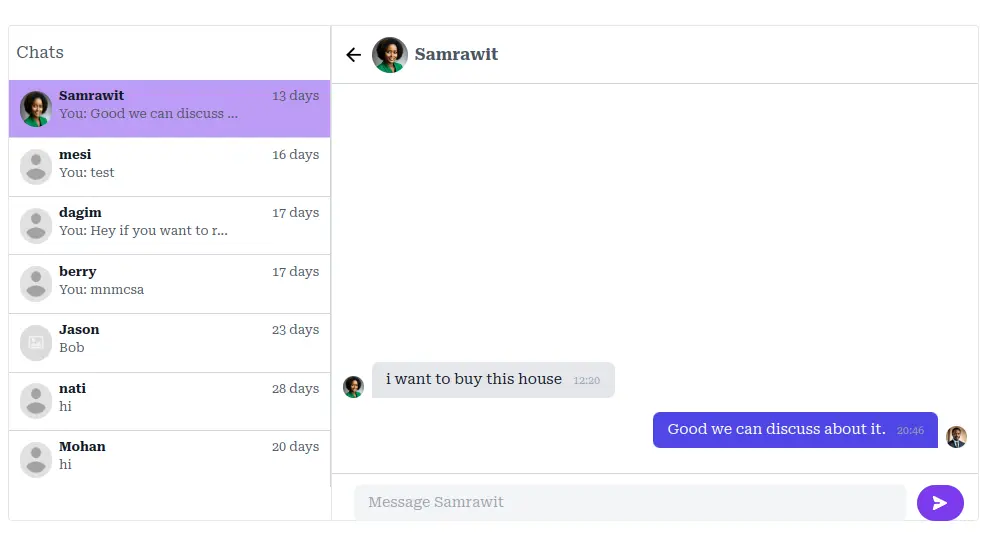 Chats
Samrawit 13 days
You: Good we can discuss ...
mesi 16 days
You: test
dagim 17 days
You: Hey if you want to r...
berry 17 days
You: mnmcsa
Jason 23 days
Bob
nati 28 days
hi
Mohan 20 days
hi
Samrawit
i want to buy this house 12:20
Good we can discuss about it. 20:46
Message Samrawit